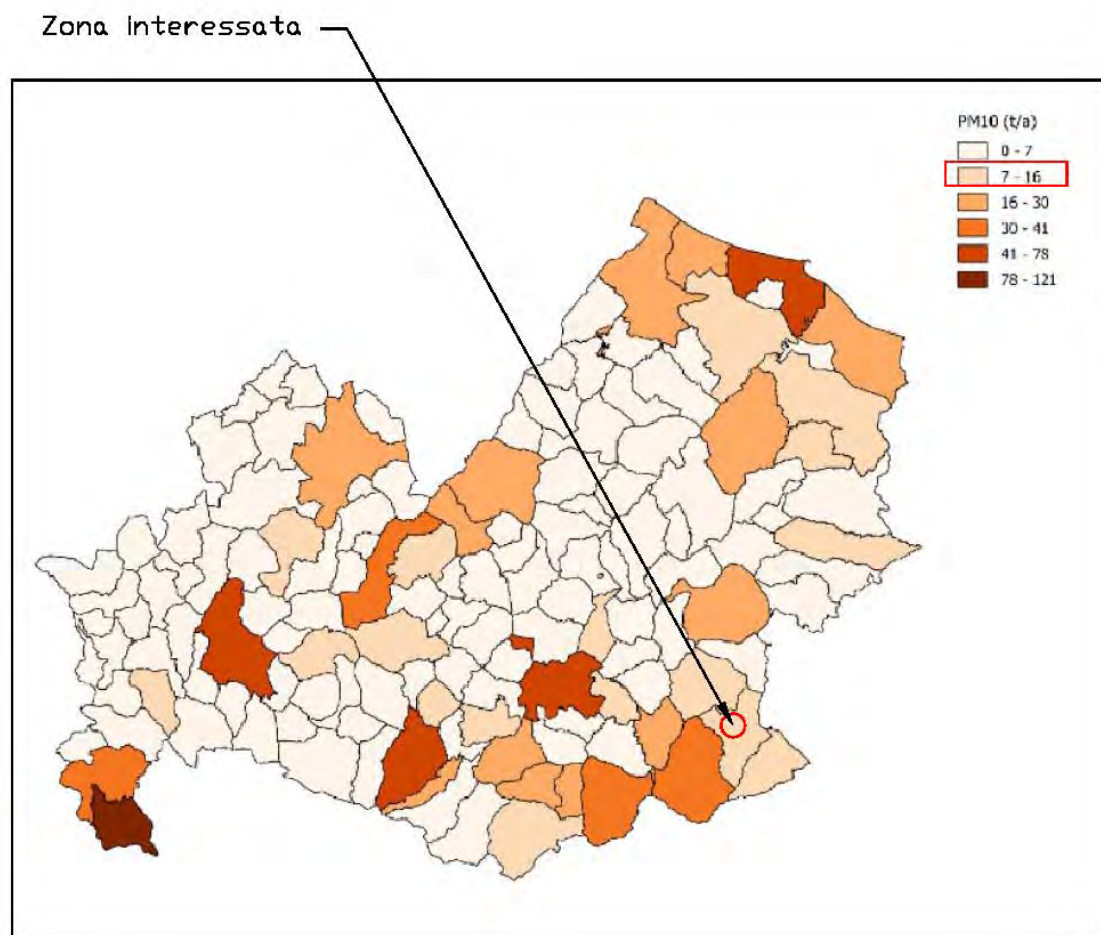 Zona Interessata
PM10 (t/a)
0 - 7
7 - 16
16 - 30
30 - 41
41 - 78
78 - 121